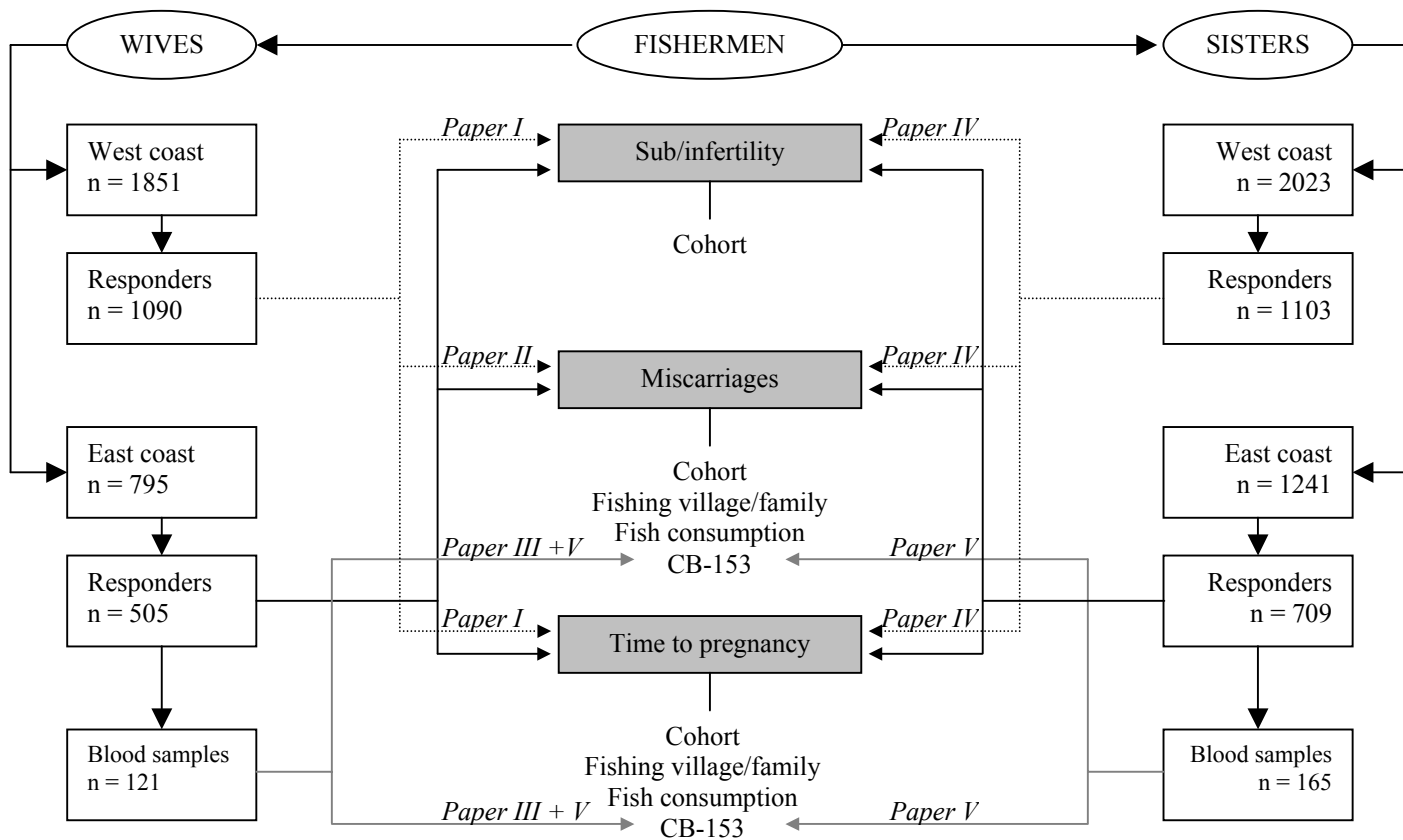 WIVES
FISHERMEN
SISTERS
Paper I
Paper IV
West coast
n = 1851
Sub/infertility
West coast
n = 2023
Cohort
Responders
n = 1090
Responders
n = 1103
Paper II
Paper IV
Miscarriages
East coast
n = 795
Cohort
Fishing village/family
Fish consumption
CB-153
East coast
n = 1241
Paper III +V
Paper V
Responders
n = 505
Responders
n = 709
Paper I
Paper IV
Time to pregnancy
Blood samples
n = 121
Cohort
Fishing village/family
Fish consumption
CB-153
Blood samples
n = 165
Paper III + V
Paper V